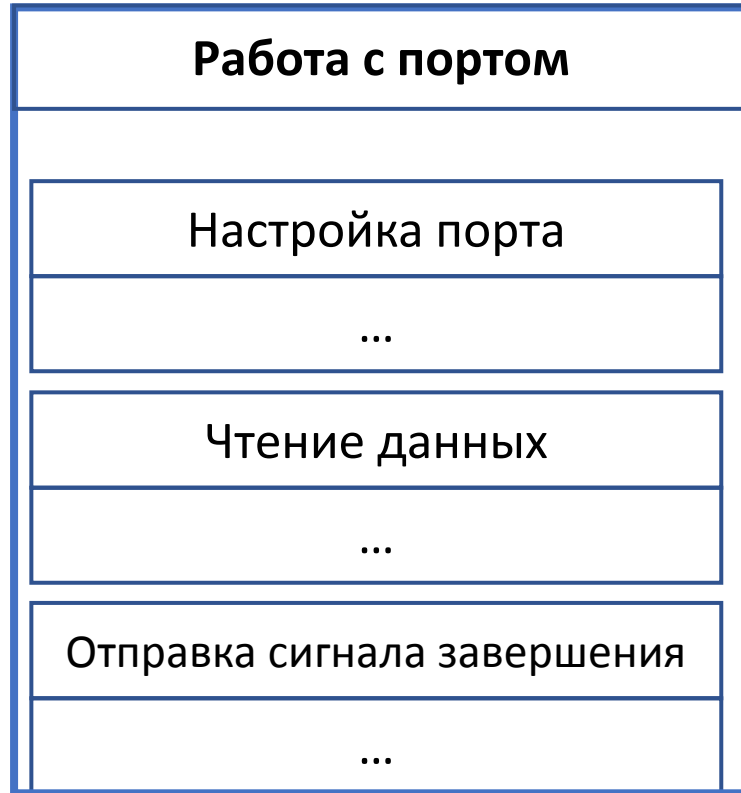 Работа с портом
Настройка порта
...
Чтение данных
...
Отправка сигнала завершения
...